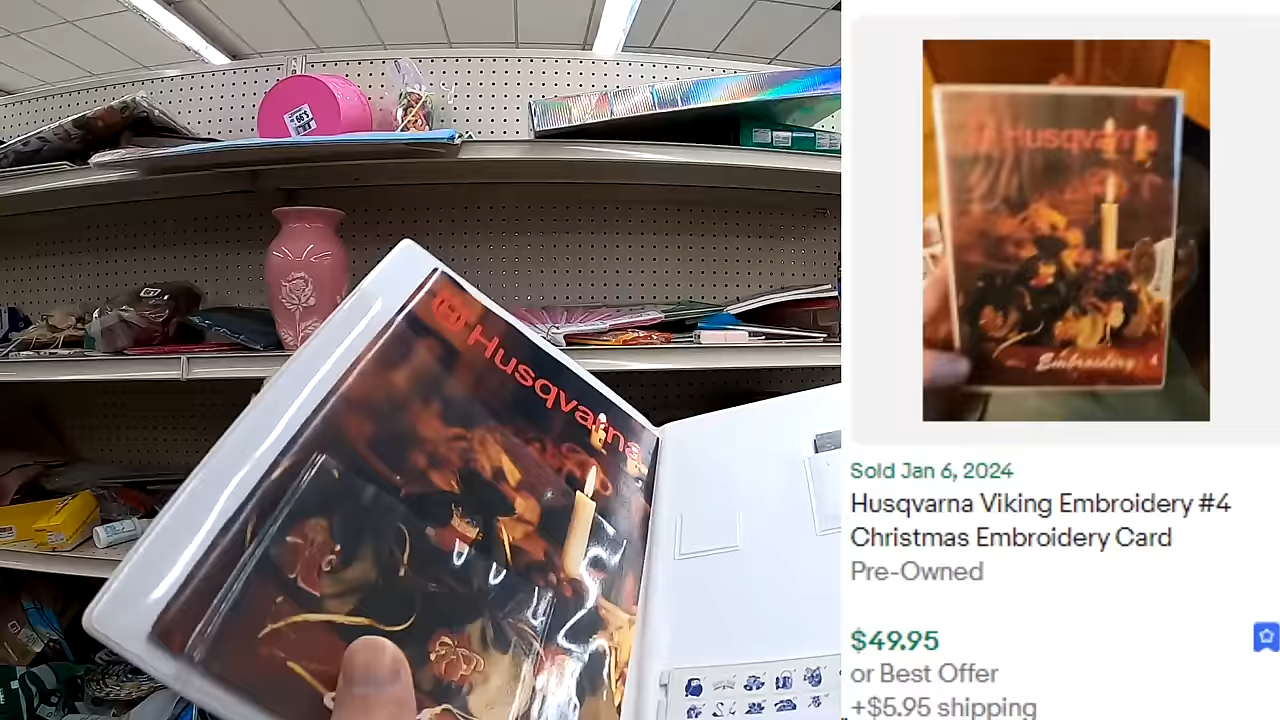 Husqvarna
Husqvarna
Embroidery 4
Sold Jan 6, 2024
Husqvarna Viking Embroidery #4
Christmas Embroidery Card
Pre-Owned
$49.95
or Best Offer
+$5.95 shipping